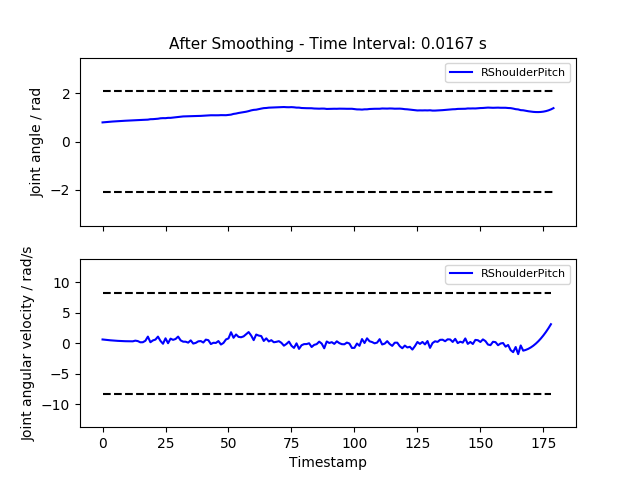 After Smoothing - Time Interval: 0.0167 s
RShoulderPitch
2
0
−2
Joint angle / rad
RShoulderPitch
10
5
0
−5
−10
Joint angular velocity / rad/s
0 25 50 75 100 125 150 175
Timestamp